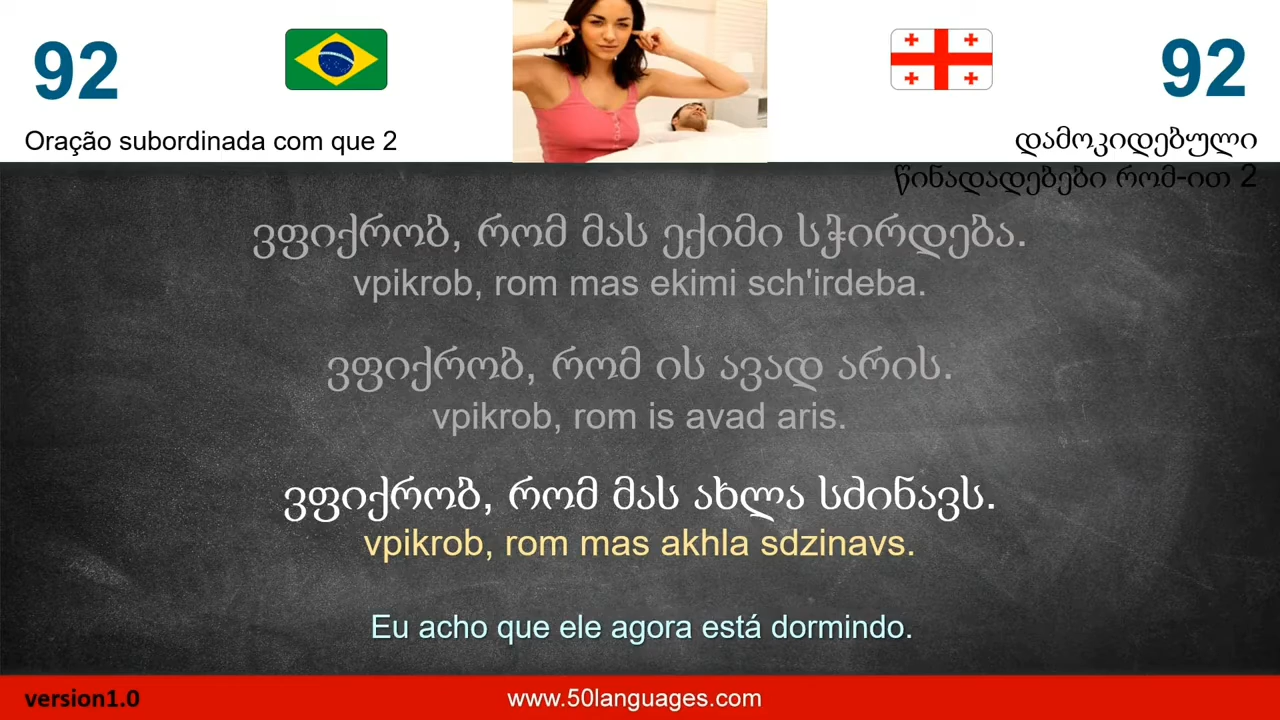 92
92
Oração subordinada com que 2
დამოკიდებული
წინადადებები რომ-ით 2
ვფიქრობ, რომ მას ექიმი სჭირდება.
vpikrob, rom mas ekimi sch'irdeba.
ვფიქრობ, რომ ის ავად არის.
vpikrob, rom is avad aris.
ვფიქრობ, რომ მას ახლა სძინავს.
vpikrob, rom mas akhla sdzinavs.
Eu acho que ele agora está dormindo.
version1.0
www.50languages.com